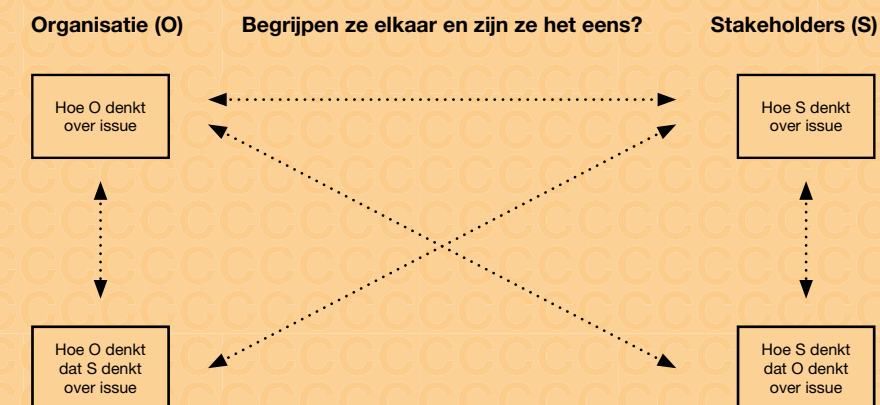 Organisatie (O)
Begrijpen ze elkaar en zijn ze het eens?
Stakeholders (S)
Hoe O denkt
over issue
Hoe S denkt
over issue
Hoe O denkt
dat S denkt
over issue
Hoe S denkt
dat O denkt
over issue